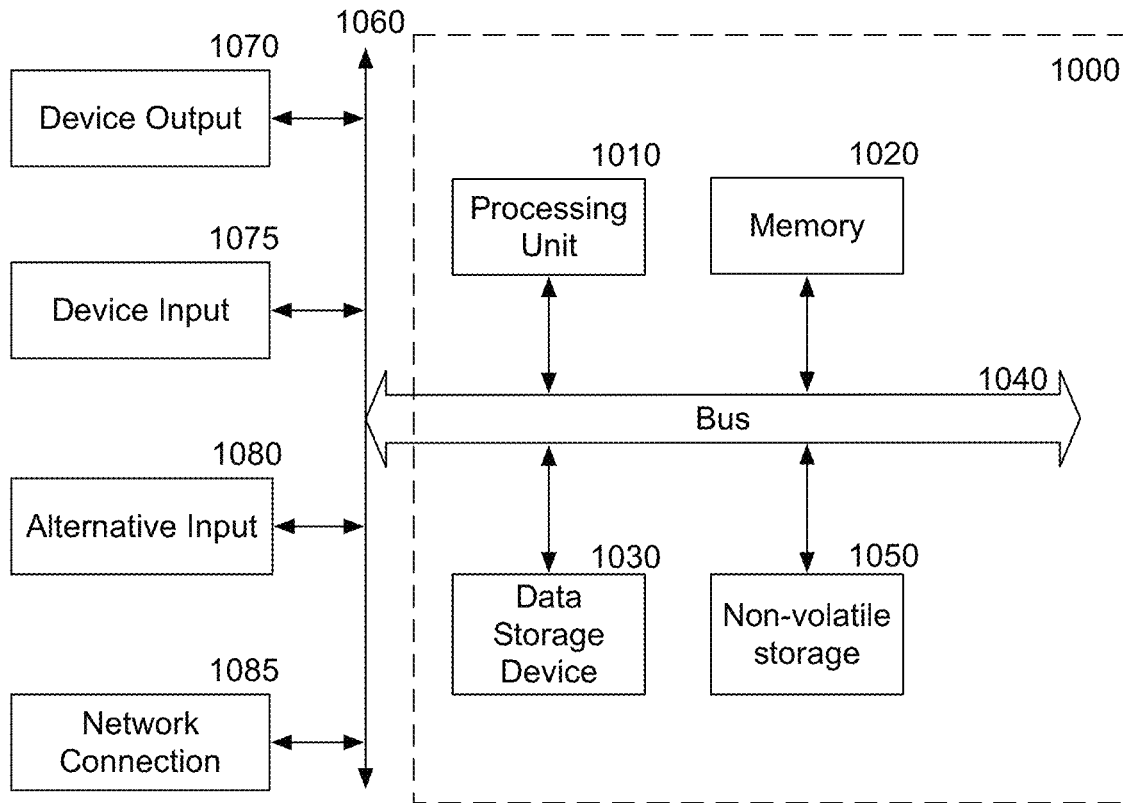 1060
1070
1000
Device Output
1010
1020
Processing
Unit
Memory
1075
Device Input
1040
Bus
1080
Alternative Input
1030
1050
Data
Storage
Device
Non-volatile
storage
1085
Network
Connection